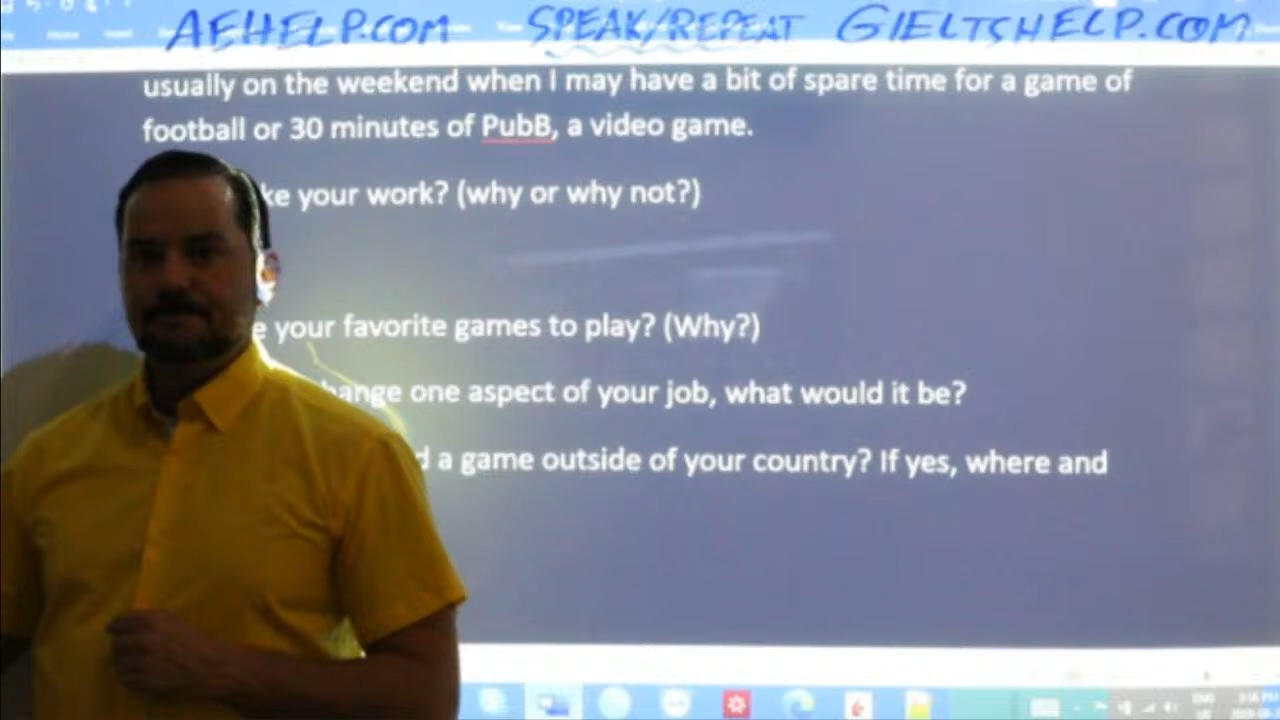 AEHELP.COM SPEAK/REPEAT GIELTSHELP.COM
usually on the weekend when I may have a bit of spare time for a game of
football or 30 minutes of PubB, a video game.
ke your work? (why or why not?)
e your favorite games to play? (Why?)
hange one aspect of your job, what would it be?
d a game outside of your country? If yes, where and